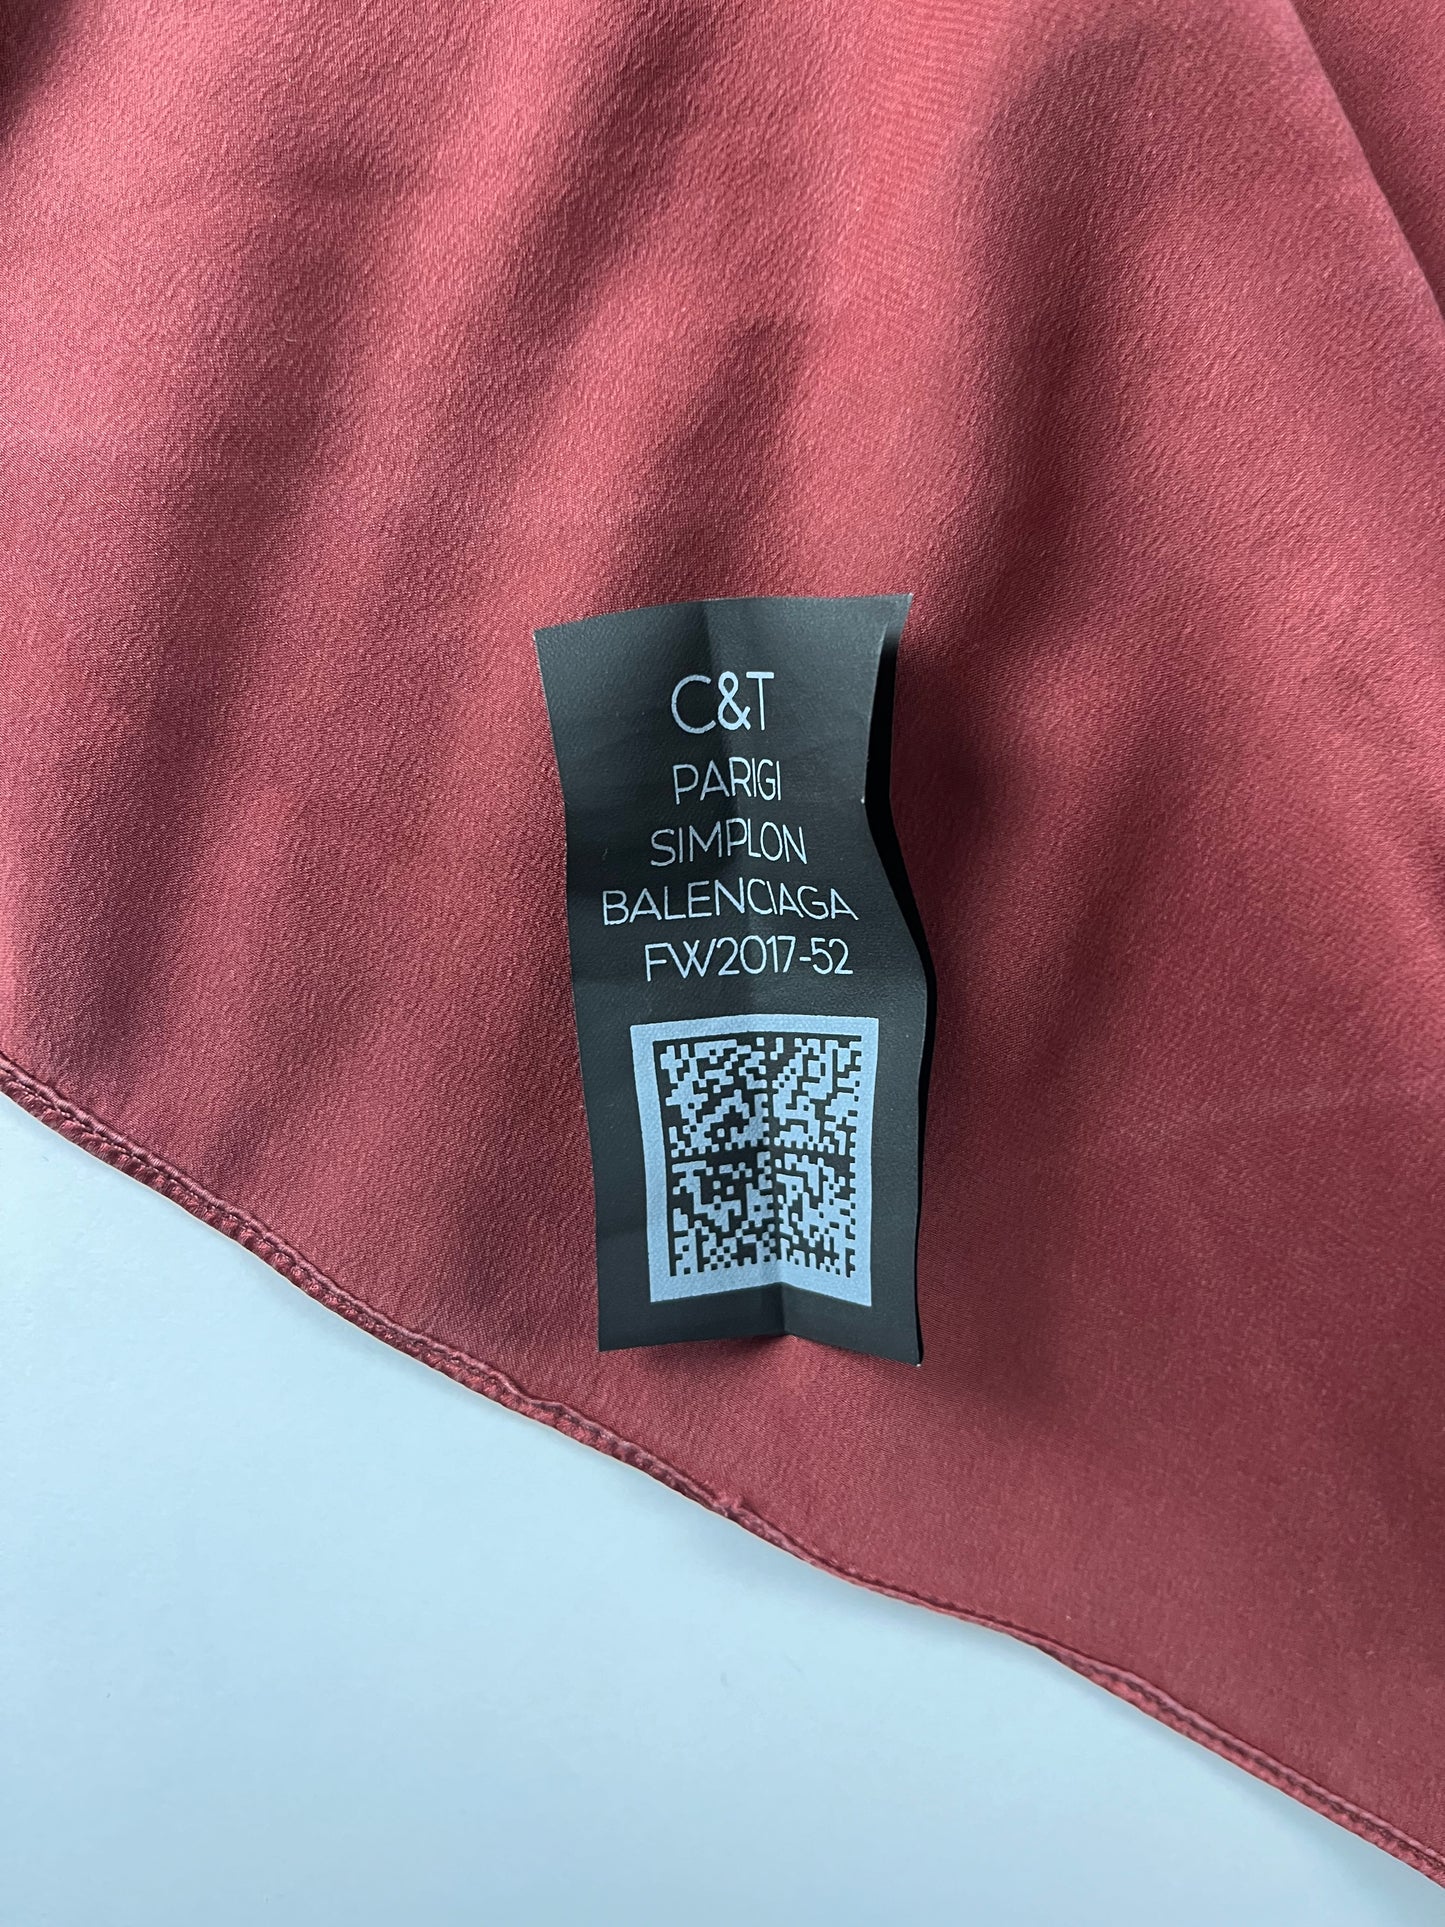 C&T
PARIGI
SIMPLON
BALENCIAGA
FW2017-52